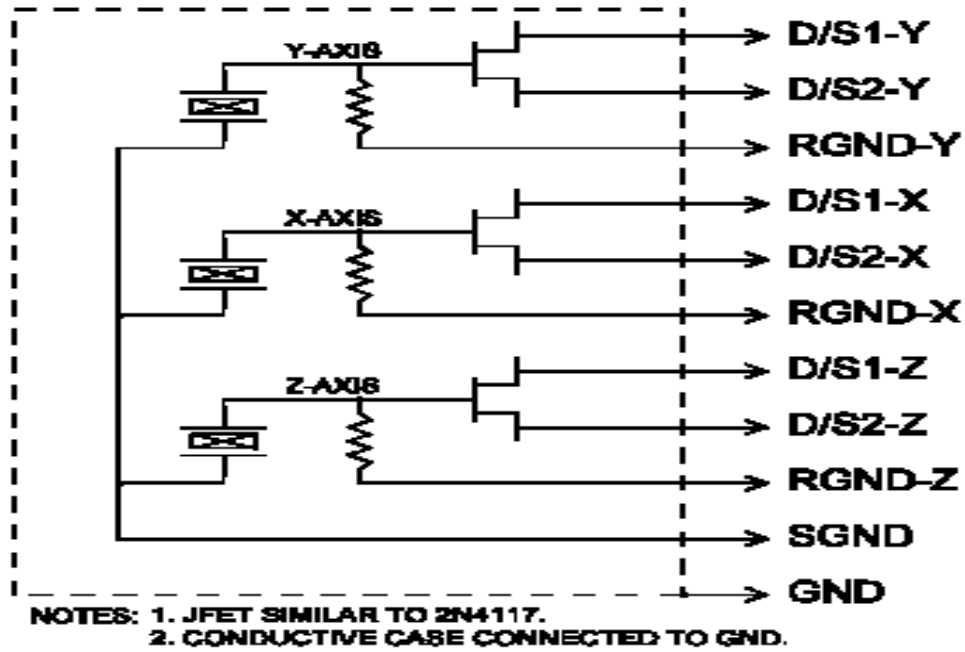 Y-AXIS
D/S1-Y
D/S2-Y
RGND-Y
X-AXIS
D/S1-X
D/S2-X
RGND-X
Z-AXIS
D/S1-Z
D/S2-Z
RGND-Z
SGND
GND
NOTES: 1. JFET SIMILAR TO 2N4117.
2. CONDUCTIVE CASE CONNECTED TO GND.